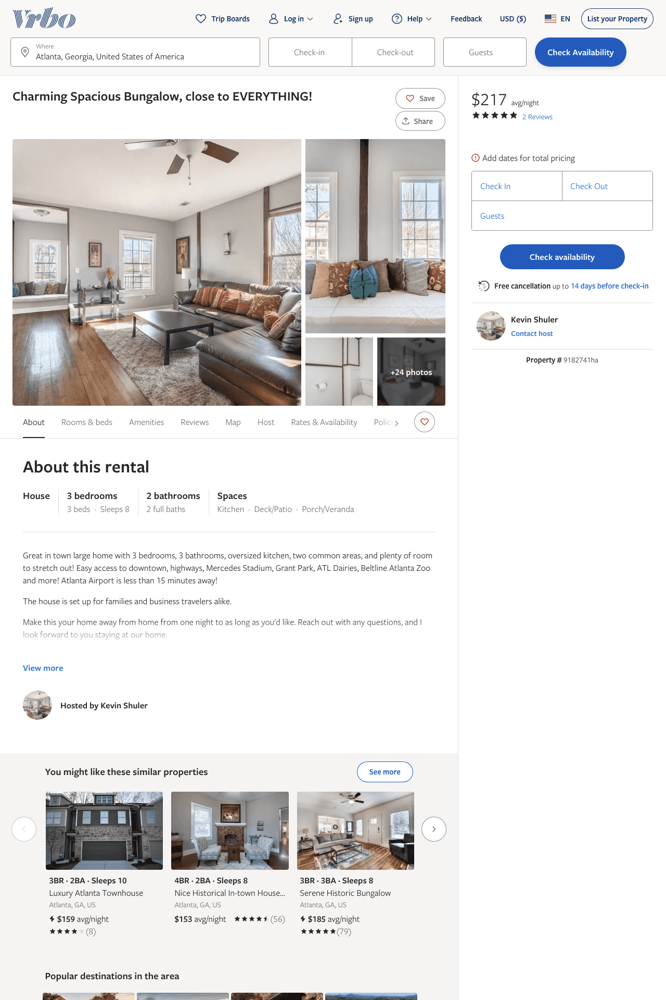 Vrbo
Trip Boards
Log in
Sign up
Help
Feedback
USD ($)
EN
List your Property
Where
Atlanta, Georgia, United States of America
Check-in
Check-out
Guests
Check Availability
Charming Spacious Bungalow, close to EVERYTHING!
Save
Share
$217 avg/night
2 Reviews
Add dates for total pricing
Check In
Check Out
Guests
Check availability
Free cancellation up to 14 days before check-in
Kevin Shuler
Contact host
Property # 9182741ha
+24 photos
About
Rooms & beds
Amenities
Reviews
Map
Host
Rates & Availability
About this rental
House
3 bedrooms
2 bathrooms
Spaces
3 beds · Sleeps 8
2 full baths
Kitchen · Deck/Patio · Porch/Veranda
Great in town large home with 3 bedrooms, 3 bathrooms, oversized kitchen, two common areas, and plenty of room
to stretch out! Easy access to downtown, highways, Mercedes Stadium, Grant Park, ATL Dairies, Beltline Atlanta Zoo
and more! Atlanta Airport is less than 15 minutes away!
The house is set up for families and business travelers alike.
Make this your home away from home from one night to as long as you'd like. Reach out with any questions, and I
look forward to you staying at our home.
View more
Hosted by Kevin Shuler
You might like these similar properties
See more
3BR · 2BA · Sleeps 10
Luxury Atlanta Townhouse
Atlanta, GA, US
$159 avg/night
(8)
4BR · 2BA · Sleeps 8
Nice Historical In-town House...
Atlanta, GA, US
$153 avg/night
(56)
3BR · 3BA · Sleeps 8
Serene Historic Bungalow
Atlanta, GA, US
$185 avg/night
(79)
Popular destinations in the area